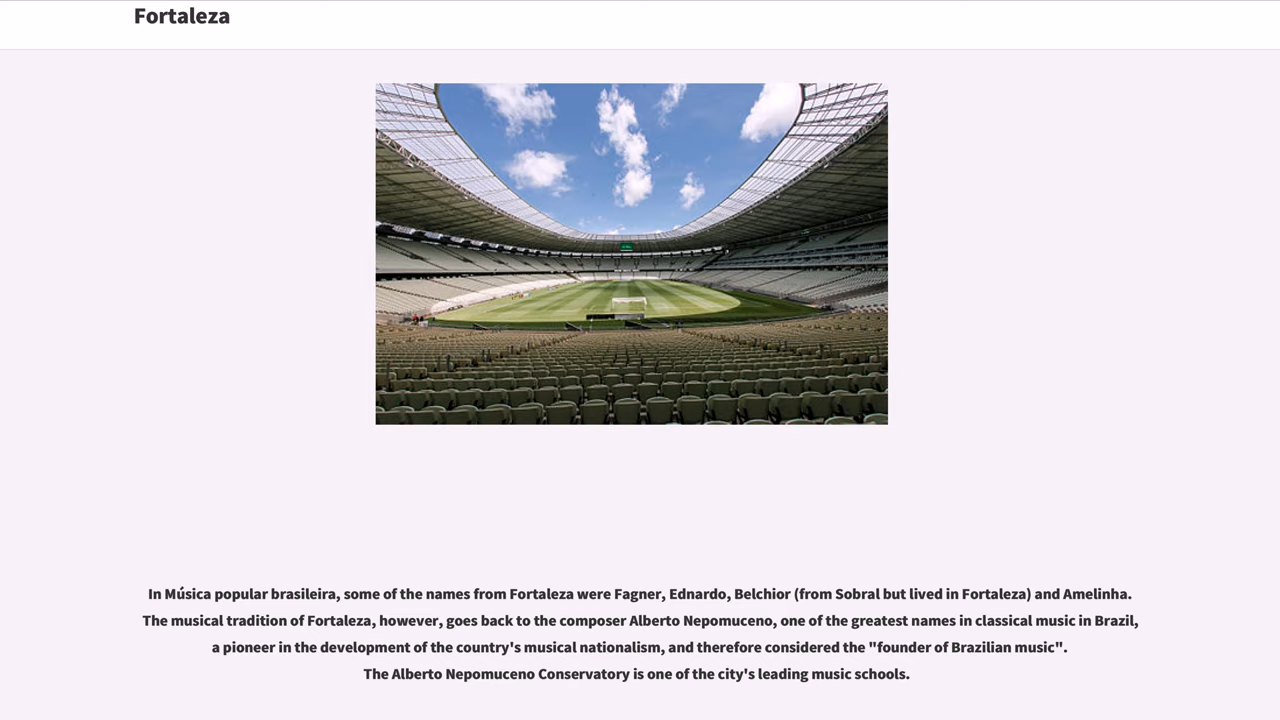 Fortaleza
In Música popular brasileira, some of the names from Fortaleza were Fagner, Ednardo, Belchior (from Sobral but lived in Fortaleza) and Amelinha.
The musical tradition of Fortaleza, however, goes back to the composer Alberto Nepomuceno, one of the greatest names in classical music in Brazil,
a pioneer in the development of the country's musical nationalism, and therefore considered the "founder of Brazilian music".
The Alberto Nepomuceno Conservatory is one of the city's leading music schools.